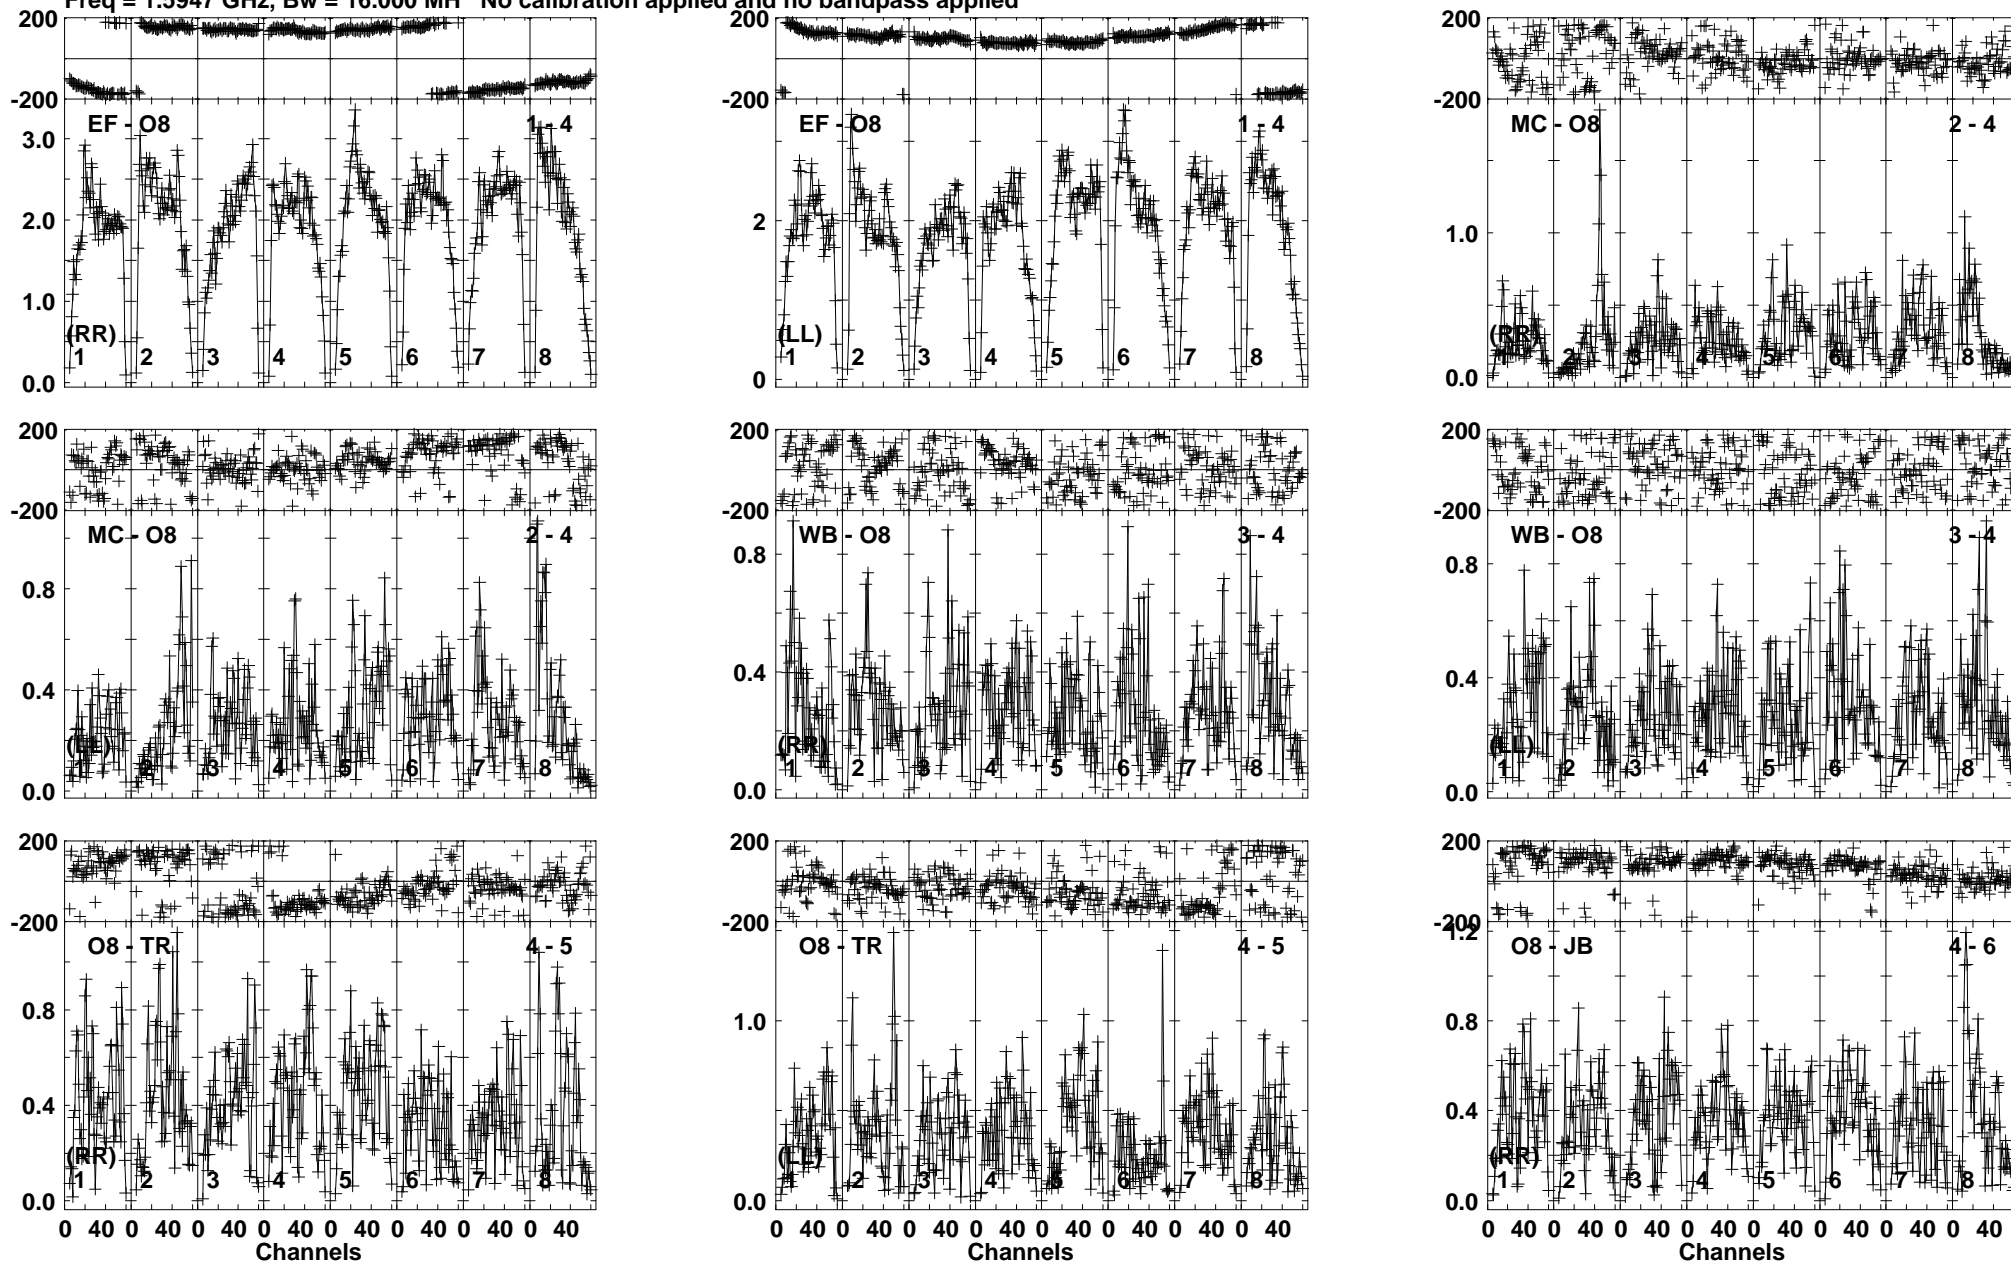 Freq = 1.5947 GHz, Bw = 16.000 MH No calibration applied and no bandpass applied
200 200 200
-200 -200 -200
EF - O8 1 - 4 EF - O8 1 - 4 MC - O8 2 - 4
3.0
2.0 2 1.0
1.0
(RR) (LL) (RR)
1 2 3 4 5 6 7 8 1 2 3 4 5 6 7 8 1 2 3 4 5 6 7 8
0.0 0 0.0
200 200 200
-200 -200 -200
MC - O8 2 - 4 WB - O8 3 - 4 WB - O8 3 - 4
0.8 0.8 0.8
0.4 0.4 0.4
(LL) (RR) (LL)
1 2 3 4 5 6 7 8 1 2 3 4 5 6 7 8 1 2 3 4 5 6 7 8
0.0 0.0 0.0
200 200 200
-200 -200 -200
1.2
O8 - TR 4 - 5 O8 - TR 4 - 5 O8 - JB 4 - 6
0.8 1.0 0.8
0.4 0.4
(RR) (LL) (RR)
1 2 3 4 5 6 7 8 1 2 3 4 5 6 7 8 1 2 3 4 5 6 7 8
0.0 0.0 0.0
0 40 0 40 0 40 0 40 0 40 0 40 0 40 0 40 0 40 0 40 0 40 0 40 0 40 0 40 0 40 0 40 0 40 0 40 0 40 0 40 0 40 0 40 0 40 0 40
Channels Channels Channels